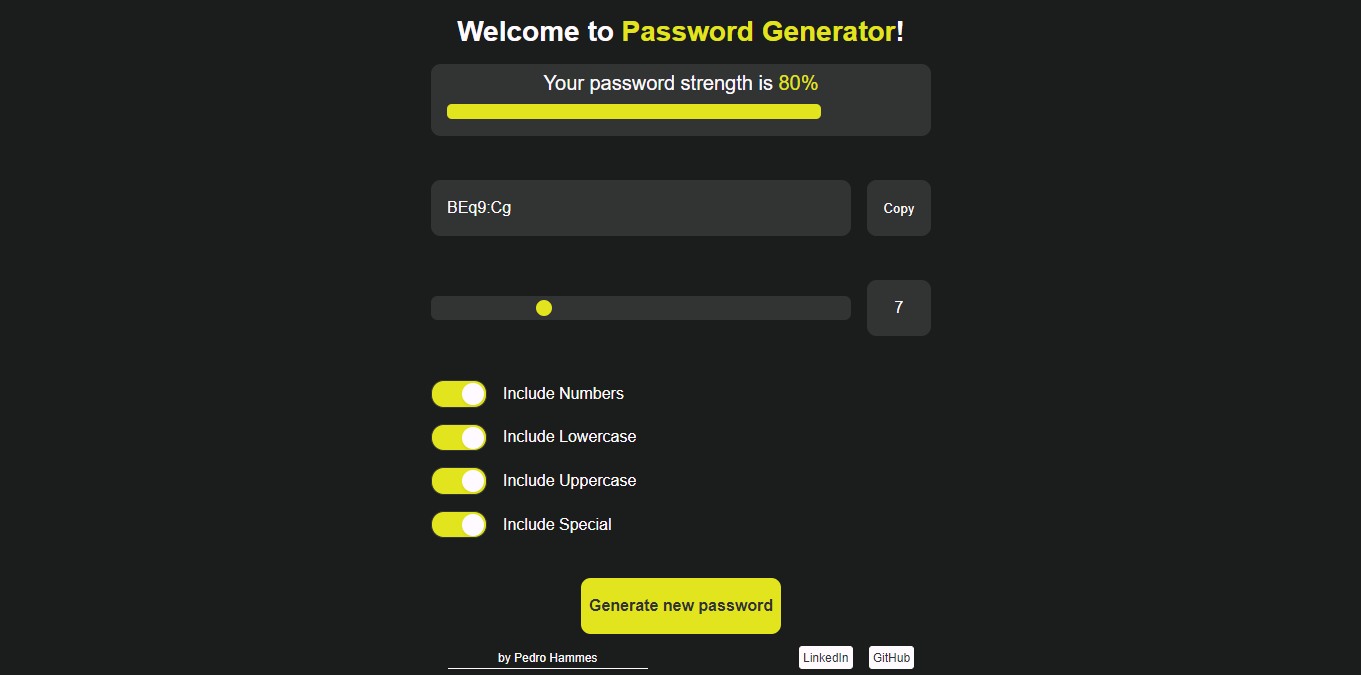 Welcome to Password Generator!
Your password strength is 80%
BEq9:Cg
Copy
7
Include Numbers
Include Lowercase
Include Uppercase
Include Special
Generate new password
by Pedro Hammes
LinkedIn
GitHub